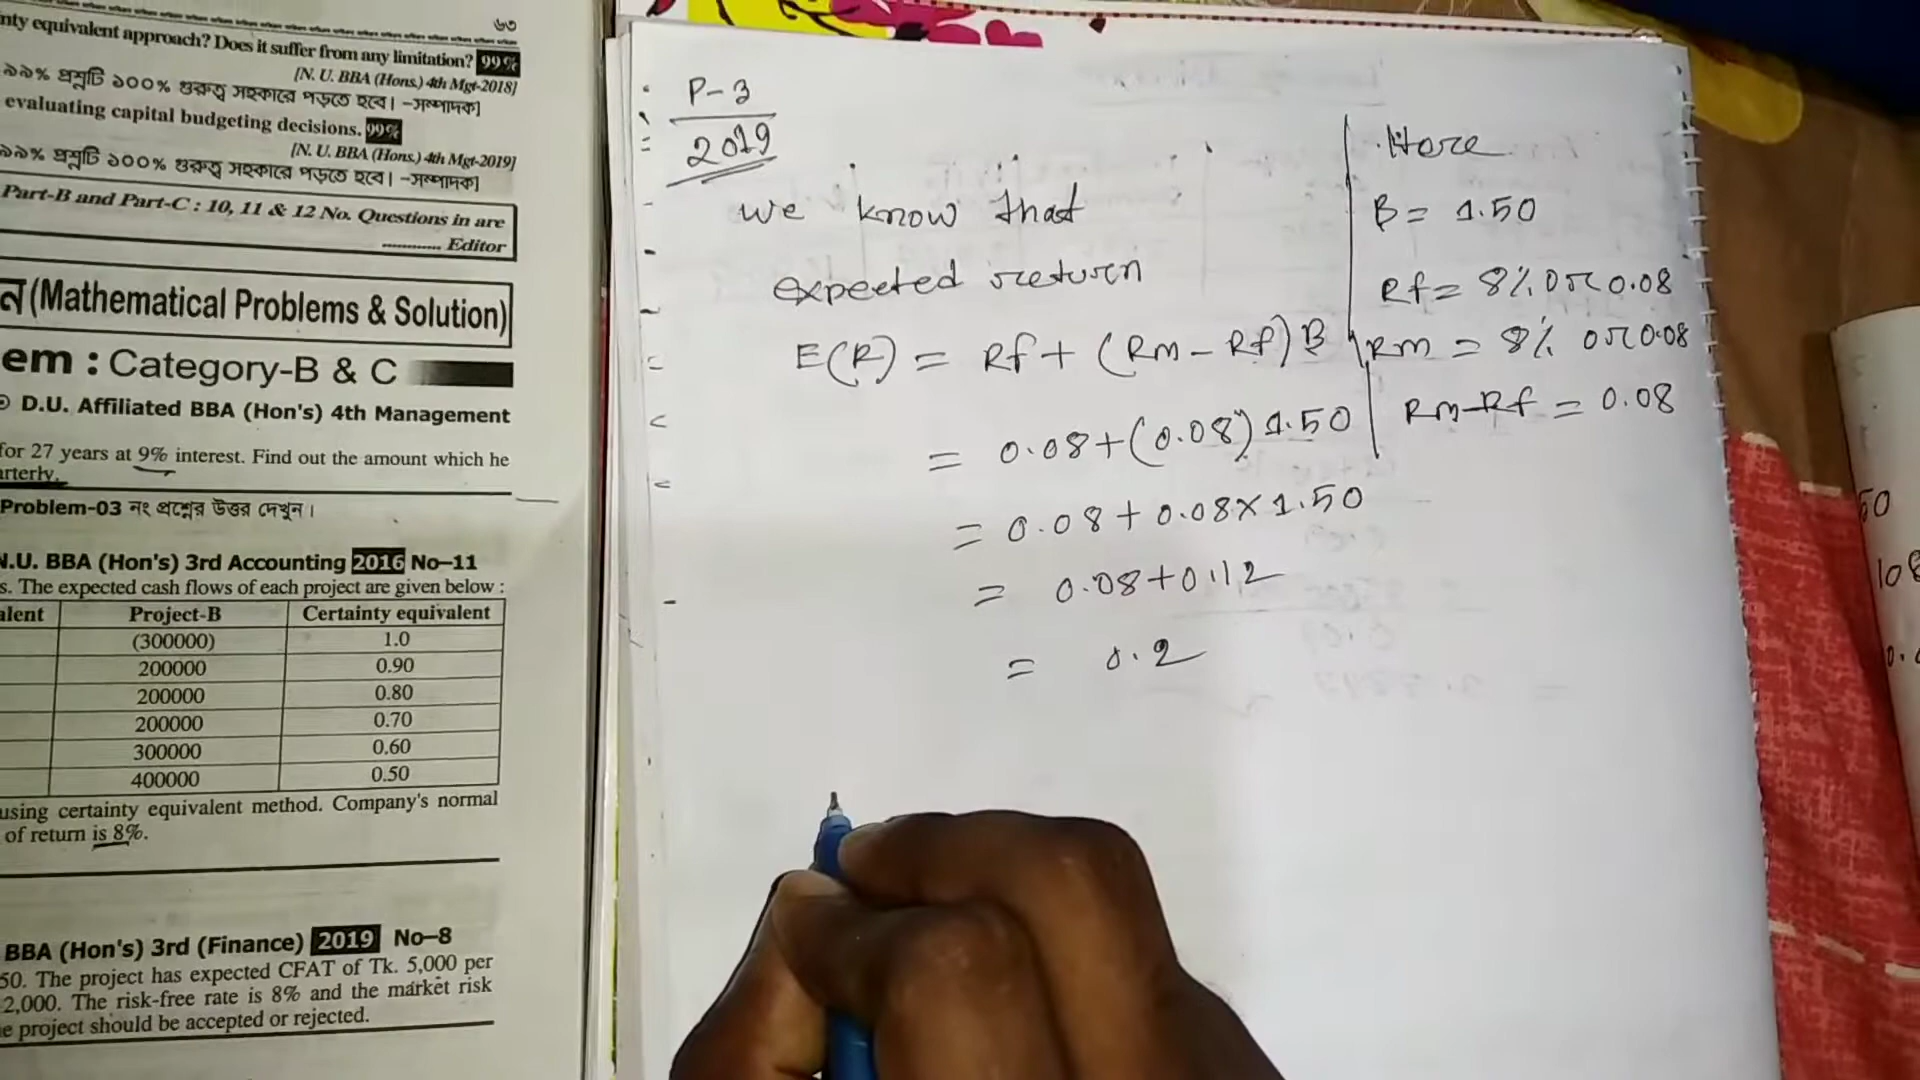 ৬৩
nty equivalent approach? Does it suffer from any limitation? 99%
[N. U. BBA (Hons.) 4th Mgt-2018]
৯৯% প্রশ্নটি ১০০% গুরুত্ব সহকারে পড়তে হবে। –সম্পাদক]
evaluating capital budgeting decisions. 99%
[N. U. BBA (Hons.) 4th Mgt-2019]
৯৯% প্রশ্নটি ১০০% গুরুত্ব সহকারে পড়তে হবে। –সম্পাদক]
Part-B and Part-C : 10, 11 & 12 No. Questions in are
............ Editor
ন (Mathematical Problems & Solution)
em : Category-B & C
D.U. Affiliated BBA (Hon's) 4th Management
for 27 years at 9% interest. Find out the amount which he
arterly.
Problem-03 নং প্রশ্নের উত্তর দেখুন।
N.U. BBA (Hon's) 3rd Accounting 2016 No–11
s. The expected cash flows of each project are given below :
alent Project-B Certainty equivalent
(300000) 1.0
200000 0.90
200000 0.80
200000 0.70
300000 0.60
400000 0.50
using certainty equivalent method. Company's normal
of return is 8%.
BBA (Hon's) 3rd (Finance) 2019 No–8
50. The project has expected CFAT of Tk. 5,000 per
2,000. The risk-free rate is 8% and the market risk
e project should be accepted or rejected.
P-3
2019
we know that
expected return
E(R) = Rf + (Rm - Rf) B
= 0.08+(0.08) 1.50
= 0.08 + 0.08 × 1.50
= 0.08+0.12
= 0.2
Here
B = 1.50
Rf = 8% or 0.08
Rm = 8% or 0.08
Rm-Rf = 0.08
50
108